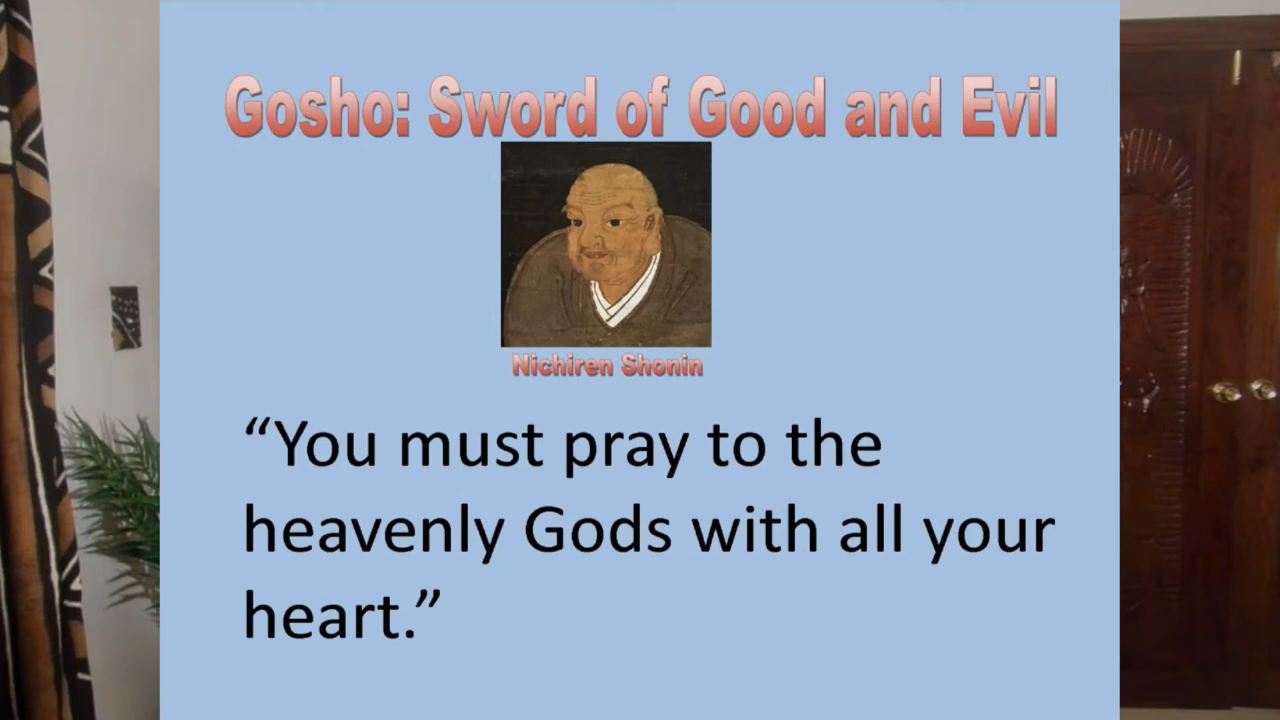 Gosho: Sword of Good and Evil
Nichiren Shonin
“You must pray to the
heavenly Gods with all your
heart.”